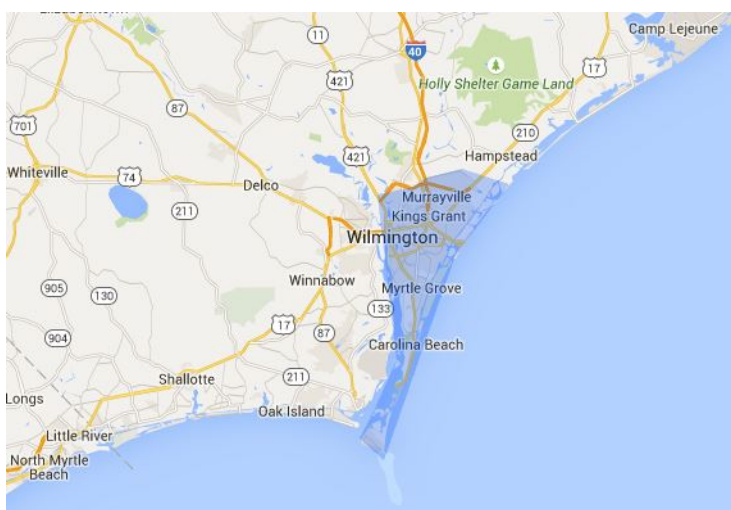 Camp Lejeune
11
40
17
421
Holly Shelter Game Land
87
701
210
421
Hampstead
Whiteville
74
Delco
Murrayville
211
Kings Grant
Wilmington
Winnabow
Myrtle Grove
905
130
133
17
87
904
Carolina Beach
Shallotte
211
Longs
Oak Island
Little River
North Myrtle
Beach